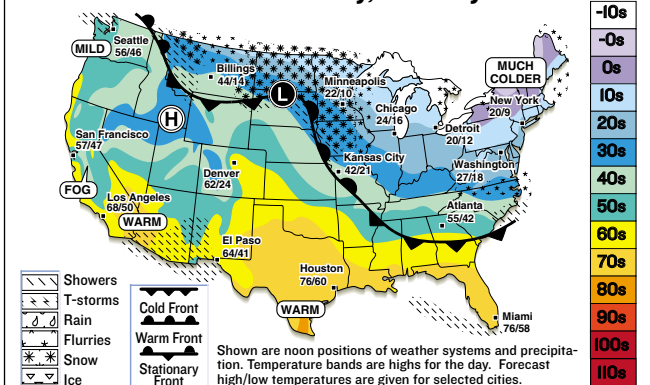 Seattle
56/46
MILD
Billings
44/14
Minneapolis
22/10
MUCH
COLDER
New York
20/9
Chicago
24/16
Detroit
20/12
L
H
San Francisco
57/47
Kansas City
42/21
Washington
27/18
Denver
62/24
FOG
Los Angeles
68/50
WARM
Atlanta
55/42
El Paso
64/41
Houston
76/60
WARM
Miami
76/58
-10s
-0s
0s
10s
20s
30s
40s
50s
60s
70s
80s
90s
100s
110s
Showers
T-storms
Rain
Flurries
Snow
Ice
Cold Front
Warm Front
Stationary
Front
Shown are noon positions of weather systems and precipita-
tion. Temperature bands are highs for the day. Forecast
high/low temperatures are given for selected cities.